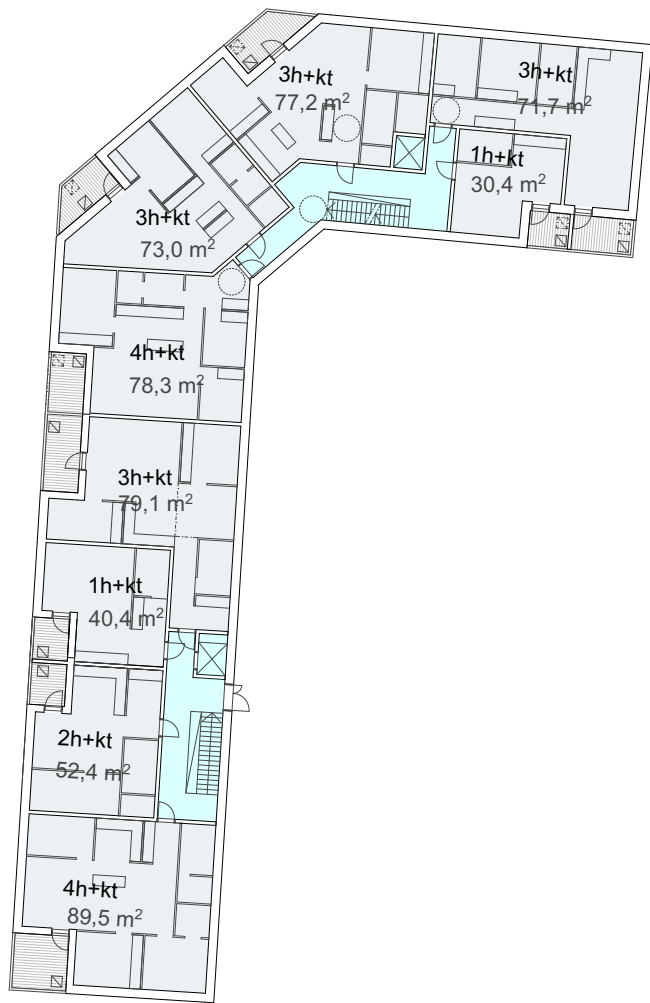 3h+kt
77,2 m²
3h+kt
71,7 m²
1h+kt
30,4 m²
3h+kt
73,0 m²
4h+kt
78,3 m²
3h+kt
79,1 m²
1h+kt
40,4 m²
2h+kt
52,4 m²
4h+kt
89,5 m²